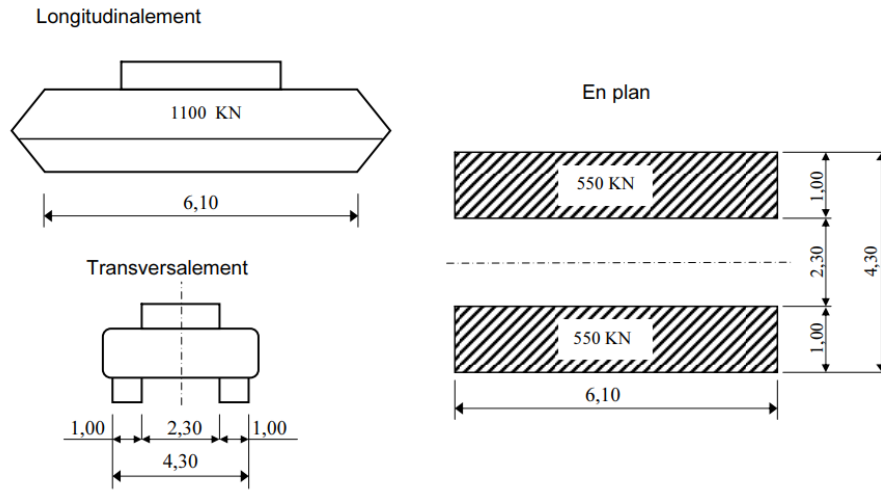 Longitudinalement
1100 KN
6,10
Transversalement
1,00
2,30
1,00
4,30
En plan
550 KN
550 KN
1,00
2,30
1,00
4,30
6,10